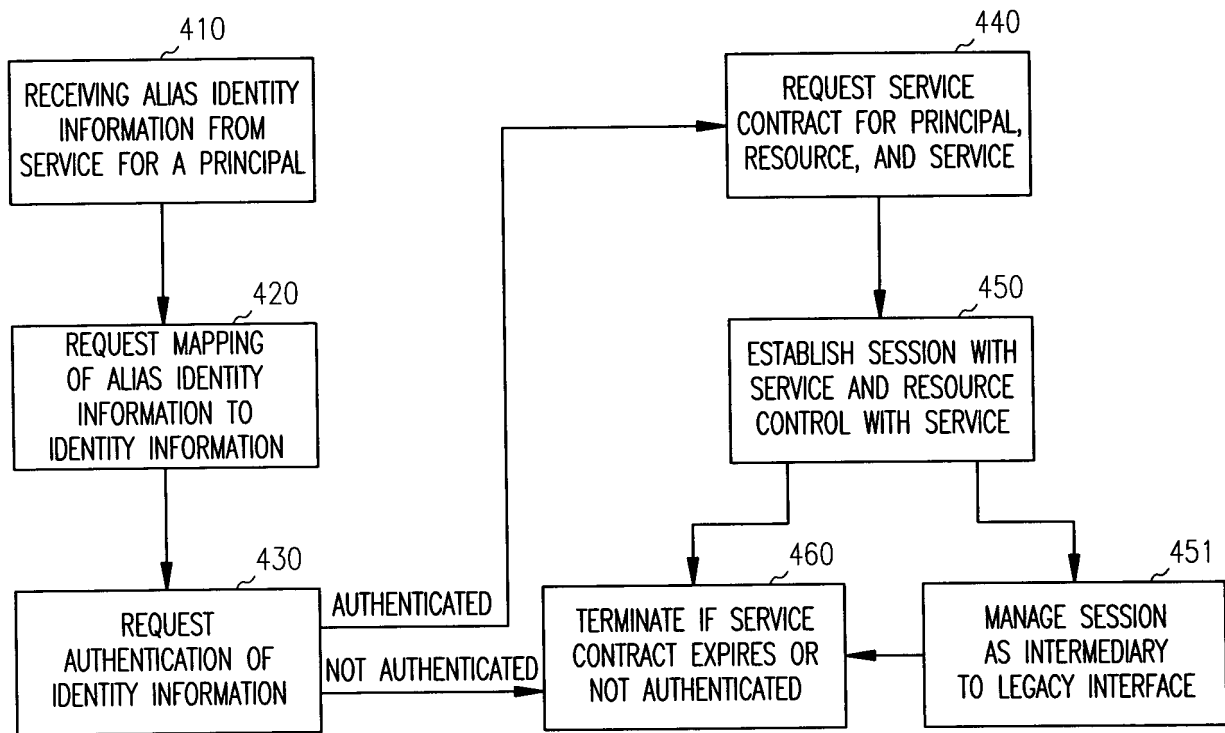 410
RECEIVING ALIAS IDENTITY
INFORMATION FROM
SERVICE FOR A PRINCIPAL
420
REQUEST MAPPING
OF ALIAS IDENTITY
INFORMATION TO
IDENTITY INFORMATION
430
REQUEST
AUTHENTICATION OF
IDENTITY INFORMATION
AUTHENTICATED
NOT AUTHENTICATED
440
REQUEST SERVICE
CONTRACT FOR PRINCIPAL,
RESOURCE, AND SERVICE
450
ESTABLISH SESSION WITH
SERVICE AND RESOURCE
CONTROL WITH SERVICE
460
TERMINATE IF SERVICE
CONTRACT EXPIRES OR
NOT AUTHENTICATED
451
MANAGE SESSION
AS INTERMEDIARY
TO LEGACY INTERFACE